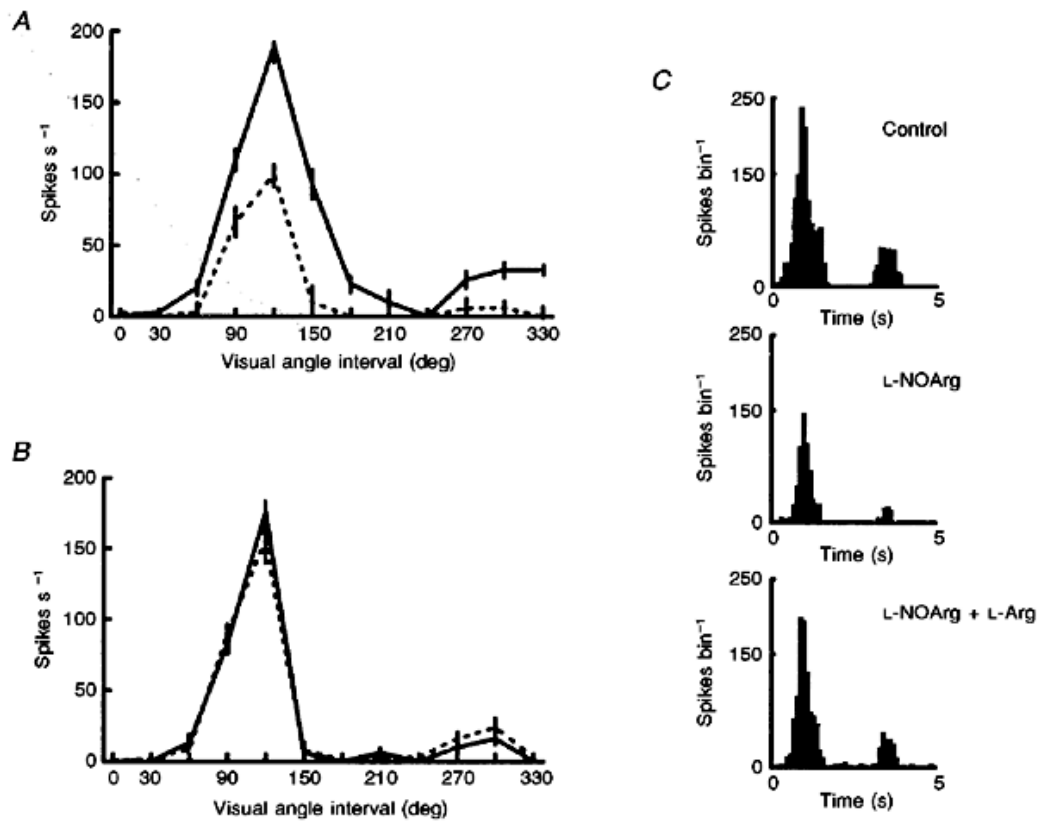 A
Spikes s⁻¹
200
150
100
50
0
0 30 90 150 210 270 330
Visual angle interval (deg)
B
Spikes s⁻¹
200
150
100
50
0
0 30 90 150 210 270 330
Visual angle interval (deg)
C
Control
Spikes bin⁻¹
250
150
0
0 5
Time (s)
L-NOArg
Spikes bin⁻¹
250
150
0
0 5
Time (s)
L-NOArg + L-Arg
Spikes bin⁻¹
250
150
0
0 5
Time (s)